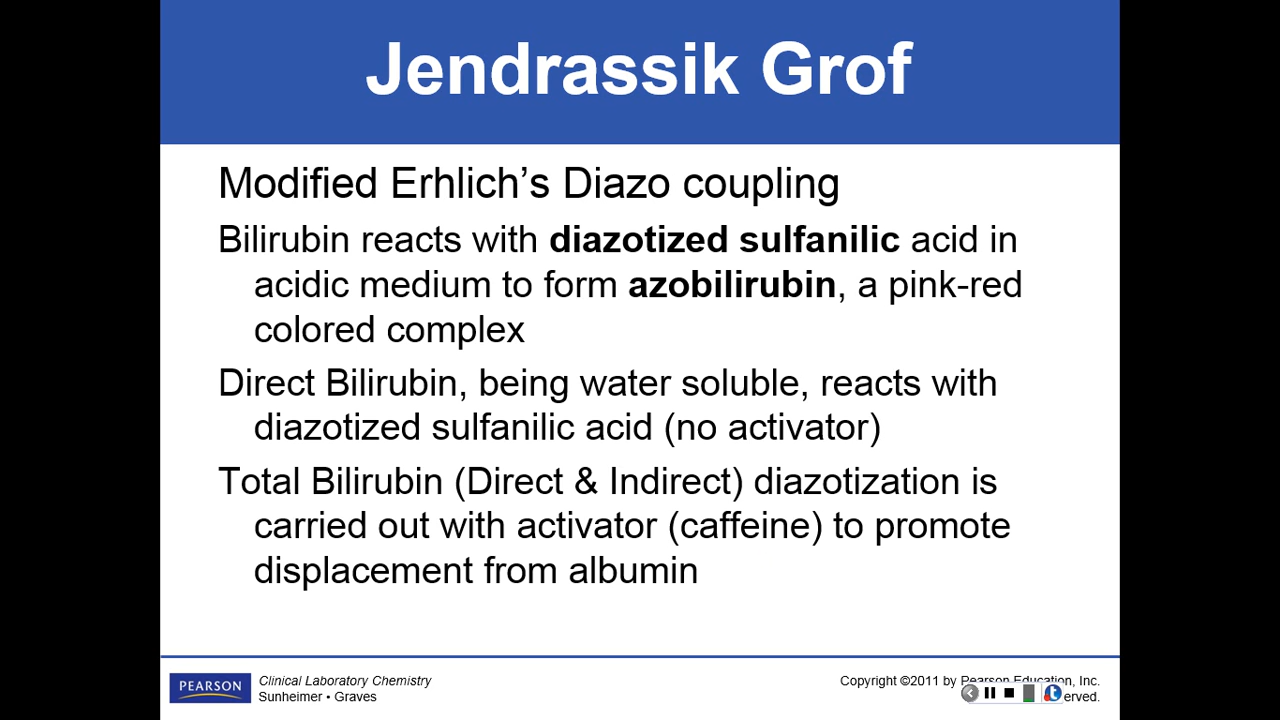 Jendrassik Grof
Modified Erhlich's Diazo coupling
Bilirubin reacts with diazotized sulfanilic acid in
acidic medium to form azobilirubin, a pink-red
colored complex
Direct Bilirubin, being water soluble, reacts with
diazotized sulfanilic acid (no activator)
Total Bilirubin (Direct & Indirect) diazotization is
carried out with activator (caffeine) to promote
displacement from albumin
PEARSON
Clinical Laboratory Chemistry
Sunheimer • Graves
Copyright ©2011 by Pearson Education, Inc.
erved.